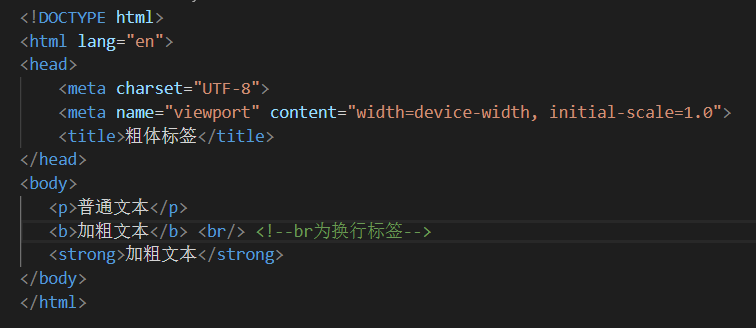 <!DOCTYPE html>
<html lang="en">
<head>
    <meta charset="UTF-8">
    <meta name="viewport" content="width=device-width, initial-scale=1.0">
    <title>粗体标签</title>
</head>
<body>
   <p>普通文本</p>
   <b>加粗文本</b> <br/> <!--br为换行标签-->
   <strong>加粗文本</strong>
</body>
</html>